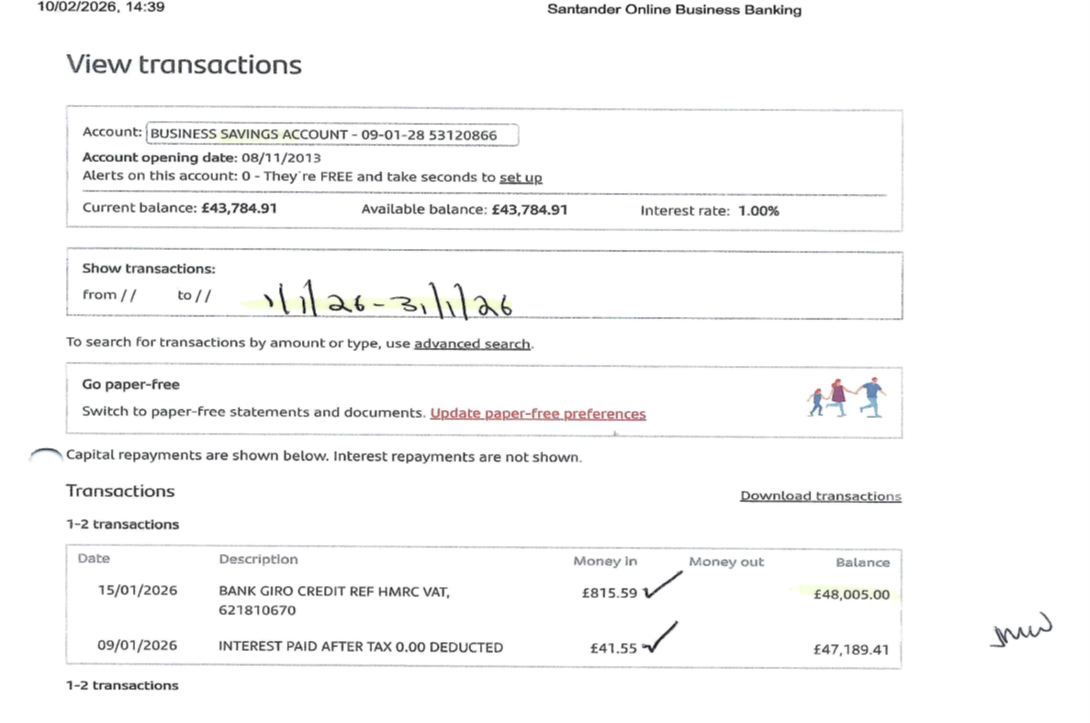 10/02/2026, 14:39 Santander Online Business Banking
View transactions
Account: BUSINESS SAVINGS ACCOUNT - 09-01-28 53120866
Account opening date: 08/11/2013
Alerts on this account: 0 - They're FREE and take seconds to set up
Current balance: £43,784.91 Available balance: £43,784.91 Interest rate: 1.00%
Show transactions:
from // to // 1/1/26 - 31/1/26
To search for transactions by amount or type, use advanced search.
Go paper-free
Switch to paper-free statements and documents. Update paper-free preferences
Capital repayments are shown below. Interest repayments are not shown.
Transactions Download transactions
1-2 transactions
Date Description Money in Money out Balance
15/01/2026 BANK GIRO CREDIT REF HMRC VAT, £815.59 £48,005.00
621810670
09/01/2026 INTEREST PAID AFTER TAX 0.00 DEDUCTED £41.55 £47,189.41
1-2 transactions